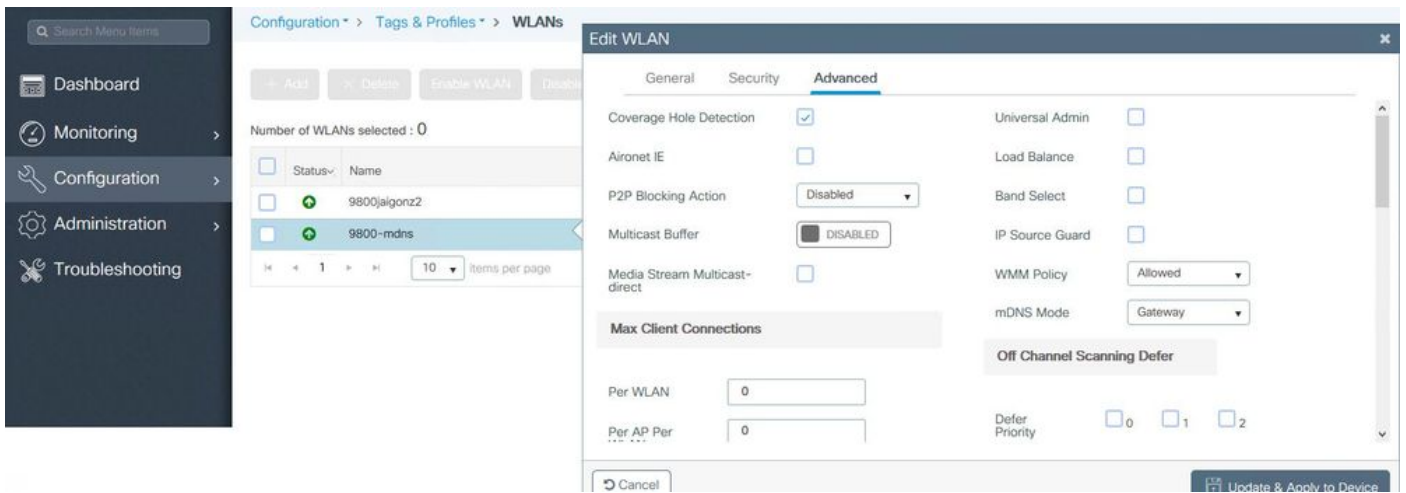 Search Menu Items
Dashboard
Monitoring
Configuration
Administration
Troubleshooting
Configuration > Tags & Profiles > WLANs
+ Add
× Delete
Enable WLAN
Number of WLANs selected : 0
Status Name
9800jaigonz2
9800-mdns
1
10 items per page
Edit WLAN
General Security Advanced
Coverage Hole Detection
Aironet IE
P2P Blocking Action Disabled
Multicast Buffer DISABLED
Media Stream Multicast-
direct
Max Client Connections
Per WLAN 0
Per AP Per 0
Universal Admin
Load Balance
Band Select
IP Source Guard
WMM Policy Allowed
mDNS Mode Gateway
Off Channel Scanning Defer
Defer
Priority
0 1 2
Cancel
Update & Apply to Device